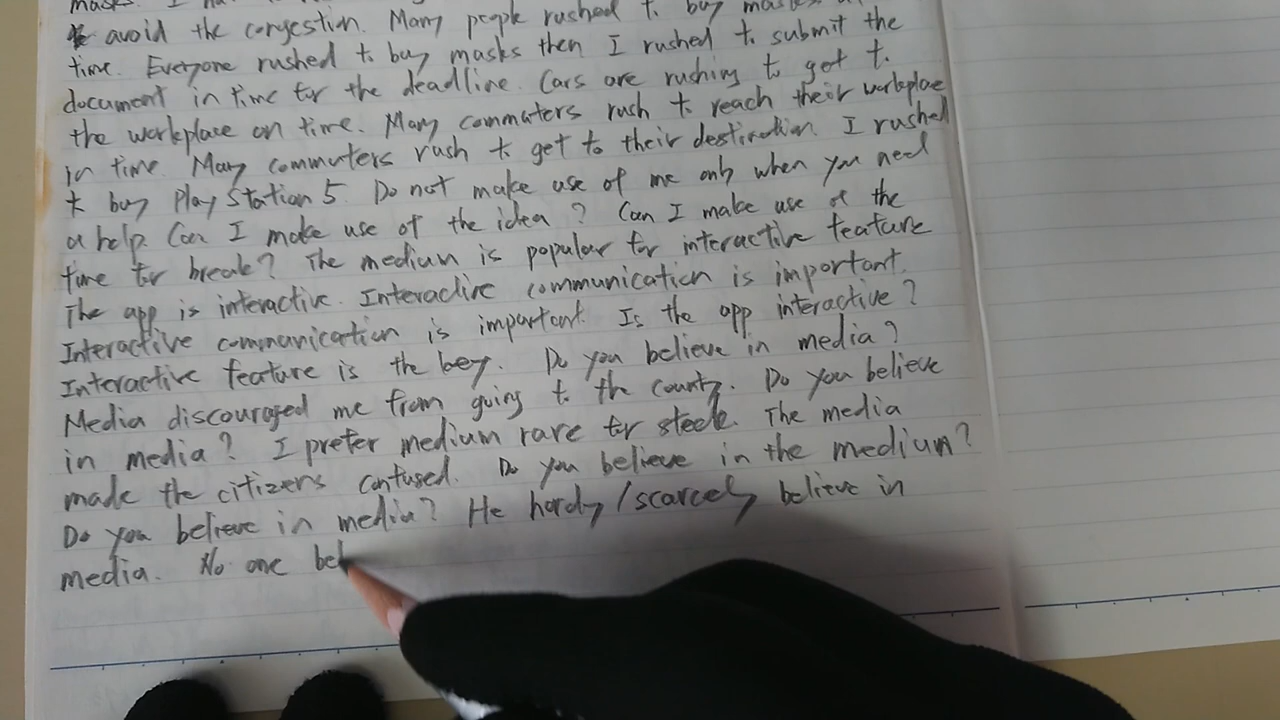 masks. I
avoid the congestion. Many people rushed to buy masks
time. Everyone rushed to buy masks then I rushed to submit the
document in time for the deadline. Cars are rushing to get t.
the workplace on time. Many commuters rush to reach their workplace
in time. Many commuters rush to get to their destination. I rushed
to buy PlayStation 5. Do not make use of me only when you need
a help. Can I make use of the idea? Can I make use of the
time for break? The medium is popular for interactive feature
The app is interactive. Interactive communication is important.
Interactive communication is important. Is the app interactive?
Interactive feature is the key. Do you believe in media?
Media discouraged me from going to the country. Do you believe
in media? I prefer medium rare for steak. The media
made the citizens confused. Do you believe in the medium?
Do you believe in media? He hardly/scarcely believe in
media. No one bel